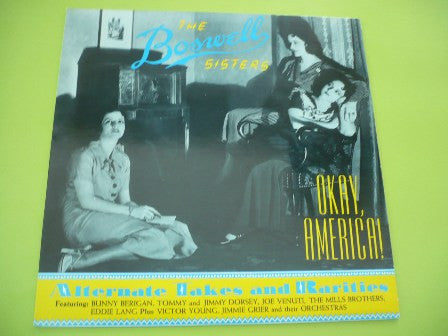 THE
Boswell
SISTERS
OKAY,
AMERICA!
Alternate Takes and Rarities
Featuring: BUNNY BERIGAN, TOMMY and JIMMY DORSEY, JOE VENUTI, THE MILLS BROTHERS,
EDDIE LANG Plus VICTOR YOUNG, JIMMIE GRIER and their ORCHESTRAS